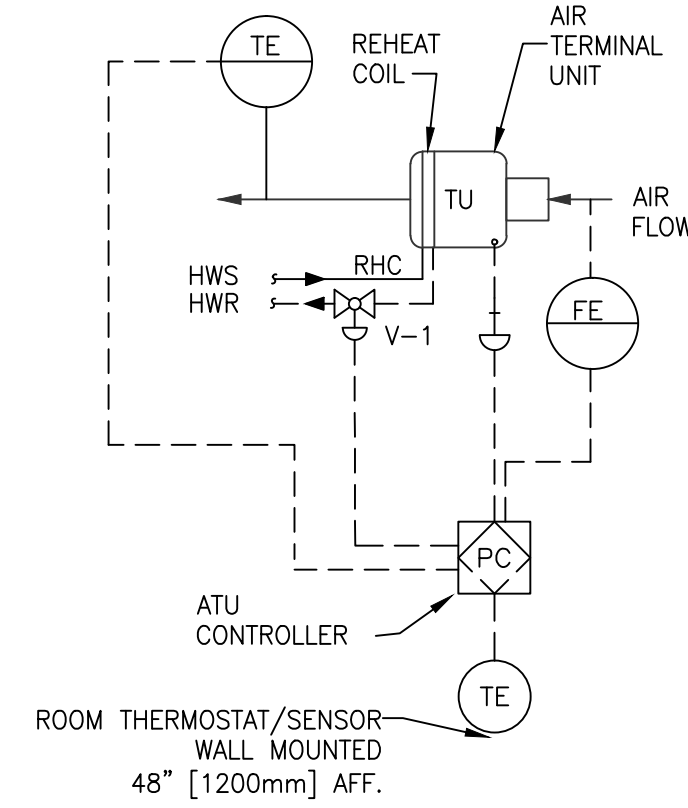 TE
REHEAT
COIL
AIR
TERMINAL
UNIT
TU
AIR
FLOW
HWS
RHC
HWR
V-1
FE
PC
ATU
CONTROLLER
TE
ROOM THERMOSTAT/SENSOR
WALL MOUNTED
48” [1200mm] AFF.